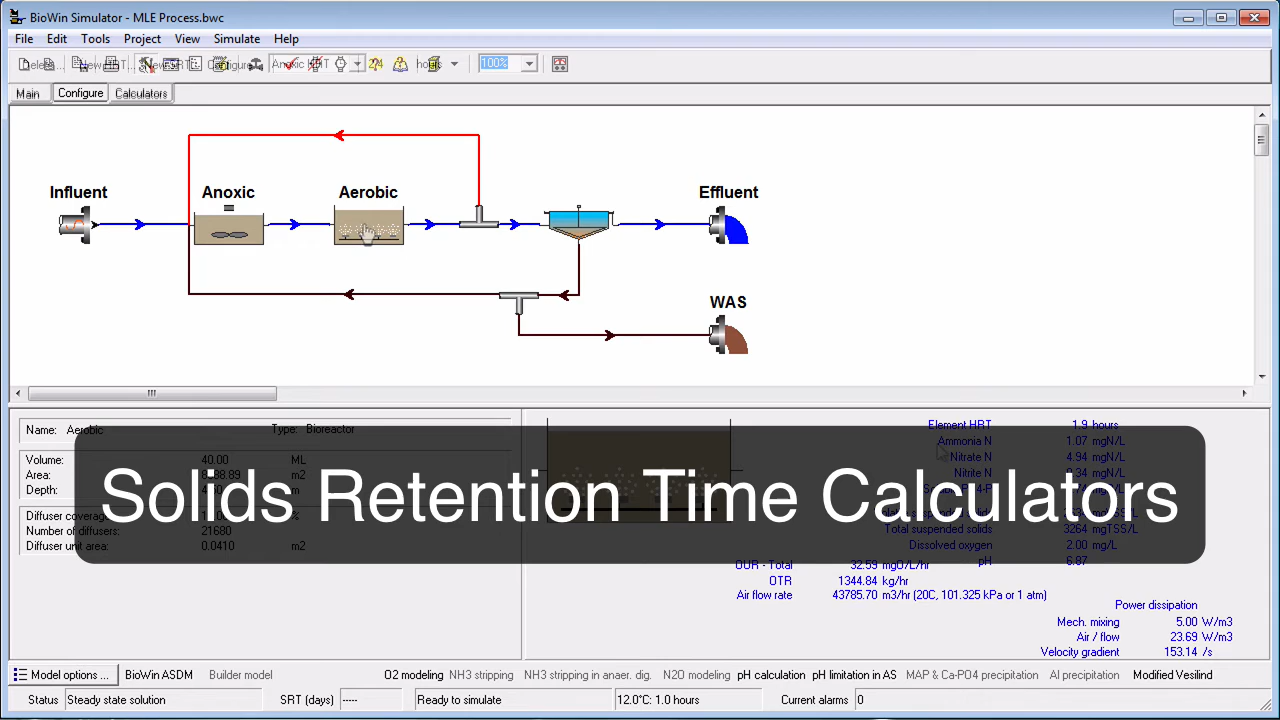 BioWin Simulator - MLE Process.bwc
File Edit Tools Project View Simulate Help
100%
Main Configure Calculators
Influent Anoxic Aerobic Effluent
WAS
Name: Aerobic Type: Bioreactor
Element HRT 1.9 hours
Ammonia N 1.07 mgN/L
Nitrate N 4.94 mgN/L
Volume: 40.00 ML
Area: m2
Nitrite N 0.34 mgN/L
Depth:
Solids Retention Time Calculators
Diffuser
Number of diffusers: 21680
Total suspended solids 3264 mgTSS/L
Diffuser unit area: 0.0410 m2
Dissolved oxygen 2.00 mg/L
pH 6.87
OUR - Total 32.59 mgO/L/hr
OTR 1344.84 kg/hr
Air flow rate 43785.70 m3/hr (20C, 101.325 kPa or 1 atm)
Power dissipation
Mech. mixing 5.00 W/m3
Air / flow 23.69 W/m3
Velocity gradient 153.14 /s
Model options ... BioWin ASDM Builder model O2 modeling NH3 stripping NH3 stripping in anaer. dig. N2O modeling pH calculation pH limitation in AS MAP & Ca-PO4 precipitation Al precipitation Modified Vesilind
Status Steady state solution SRT (days) ----- Ready to simulate 12.0°C: 1.0 hours Current alarms 0